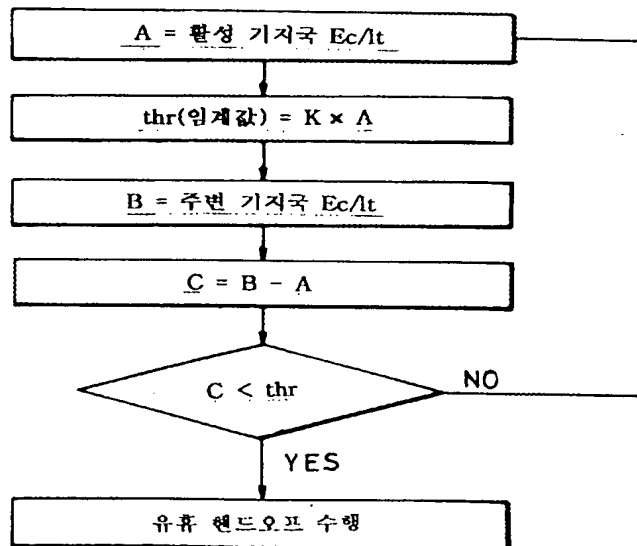 A = 활성 기지국 Ec/It
thr(임계값) = K × A
B = 주변 기지국 Ec/It
C = B - A
C < thr
NO
YES
유휴 핸드오프 수행